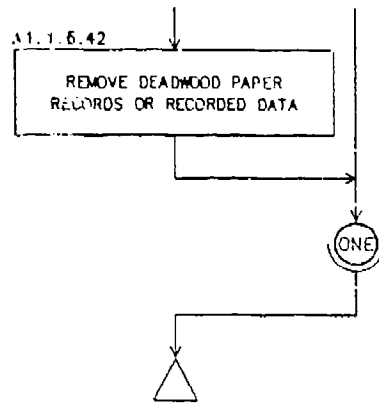 A1.1.6.42
REMOVE DEADWOOD PAPER
RECORDS OR RECORDED DATA
ONE